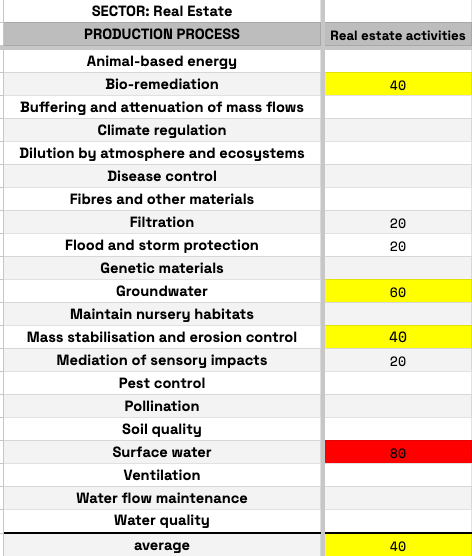 SECTOR: Real Estate
PRODUCTION PROCESS Real estate activities
Animal-based energy
Bio-remediation 40
Buffering and attenuation of mass flows
Climate regulation
Dilution by atmosphere and ecosystems
Disease control
Fibres and other materials
Filtration 20
Flood and storm protection 20
Genetic materials
Groundwater 60
Maintain nursery habitats
Mass stabilisation and erosion control 40
Mediation of sensory impacts 20
Pest control
Pollination
Soil quality
Surface water 80
Ventilation
Water flow maintenance
Water quality
average 40